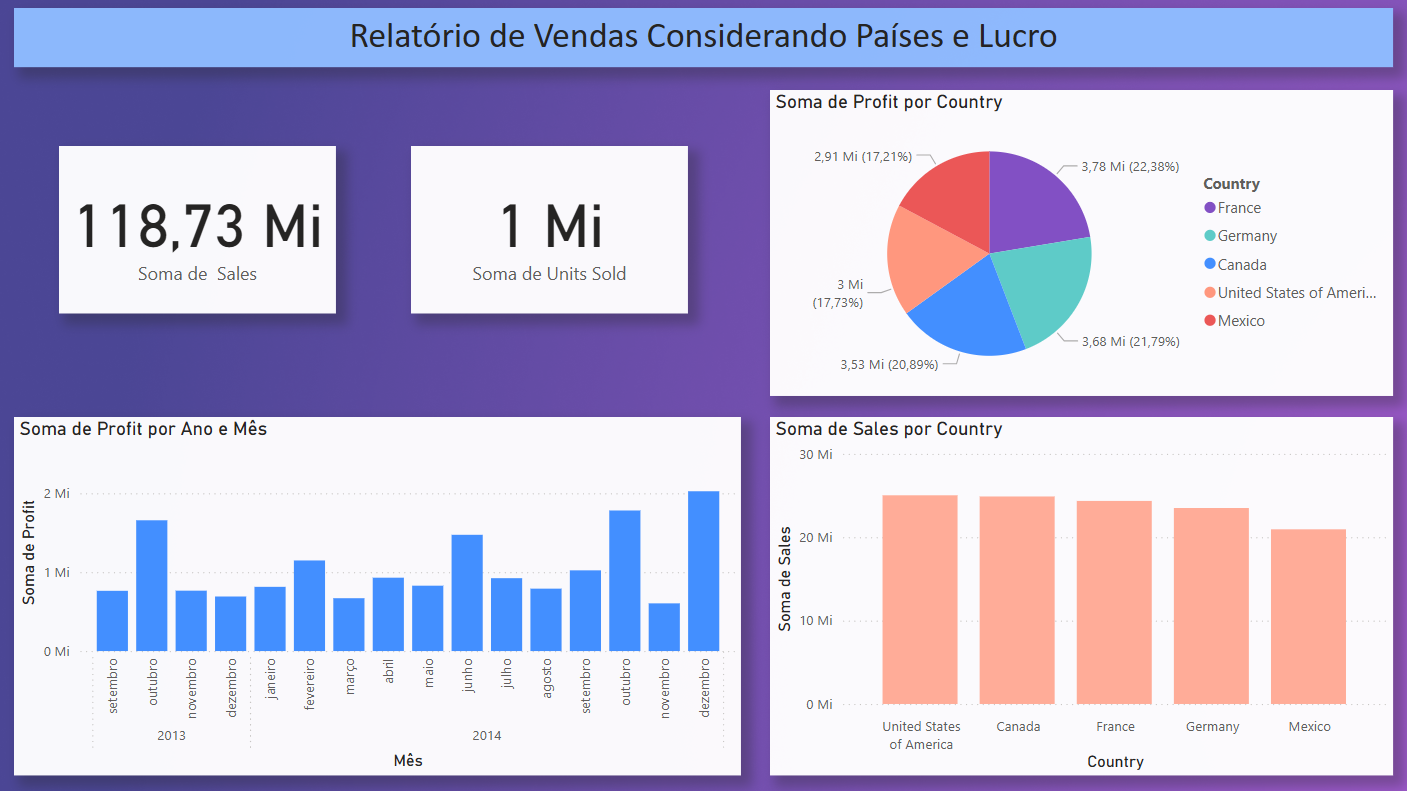 Relatório de Vendas Considerando Países e Lucro
118,73 Mi
Soma de  Sales
1 Mi
Soma de Units Sold
Soma de Profit por Country
2,91 Mi (17,21%)
3,78 Mi (22,38%)
3 Mi
(17,73%)
3,53 Mi (20,89%)
3,68 Mi (21,79%)
Country
France
Germany
Canada
United States of Ameri...
Mexico
Soma de Profit por Ano e Mês
Soma de Profit
2 Mi
1 Mi
0 Mi
setembro
outubro
novembro
dezembro
janeiro
fevereiro
março
abril
maio
junho
julho
agosto
setembro
outubro
novembro
dezembro
2013
2014
Mês
Soma de Sales por Country
Soma de Sales
30 Mi
20 Mi
10 Mi
0 Mi
United States
of America
Canada
France
Germany
Mexico
Country